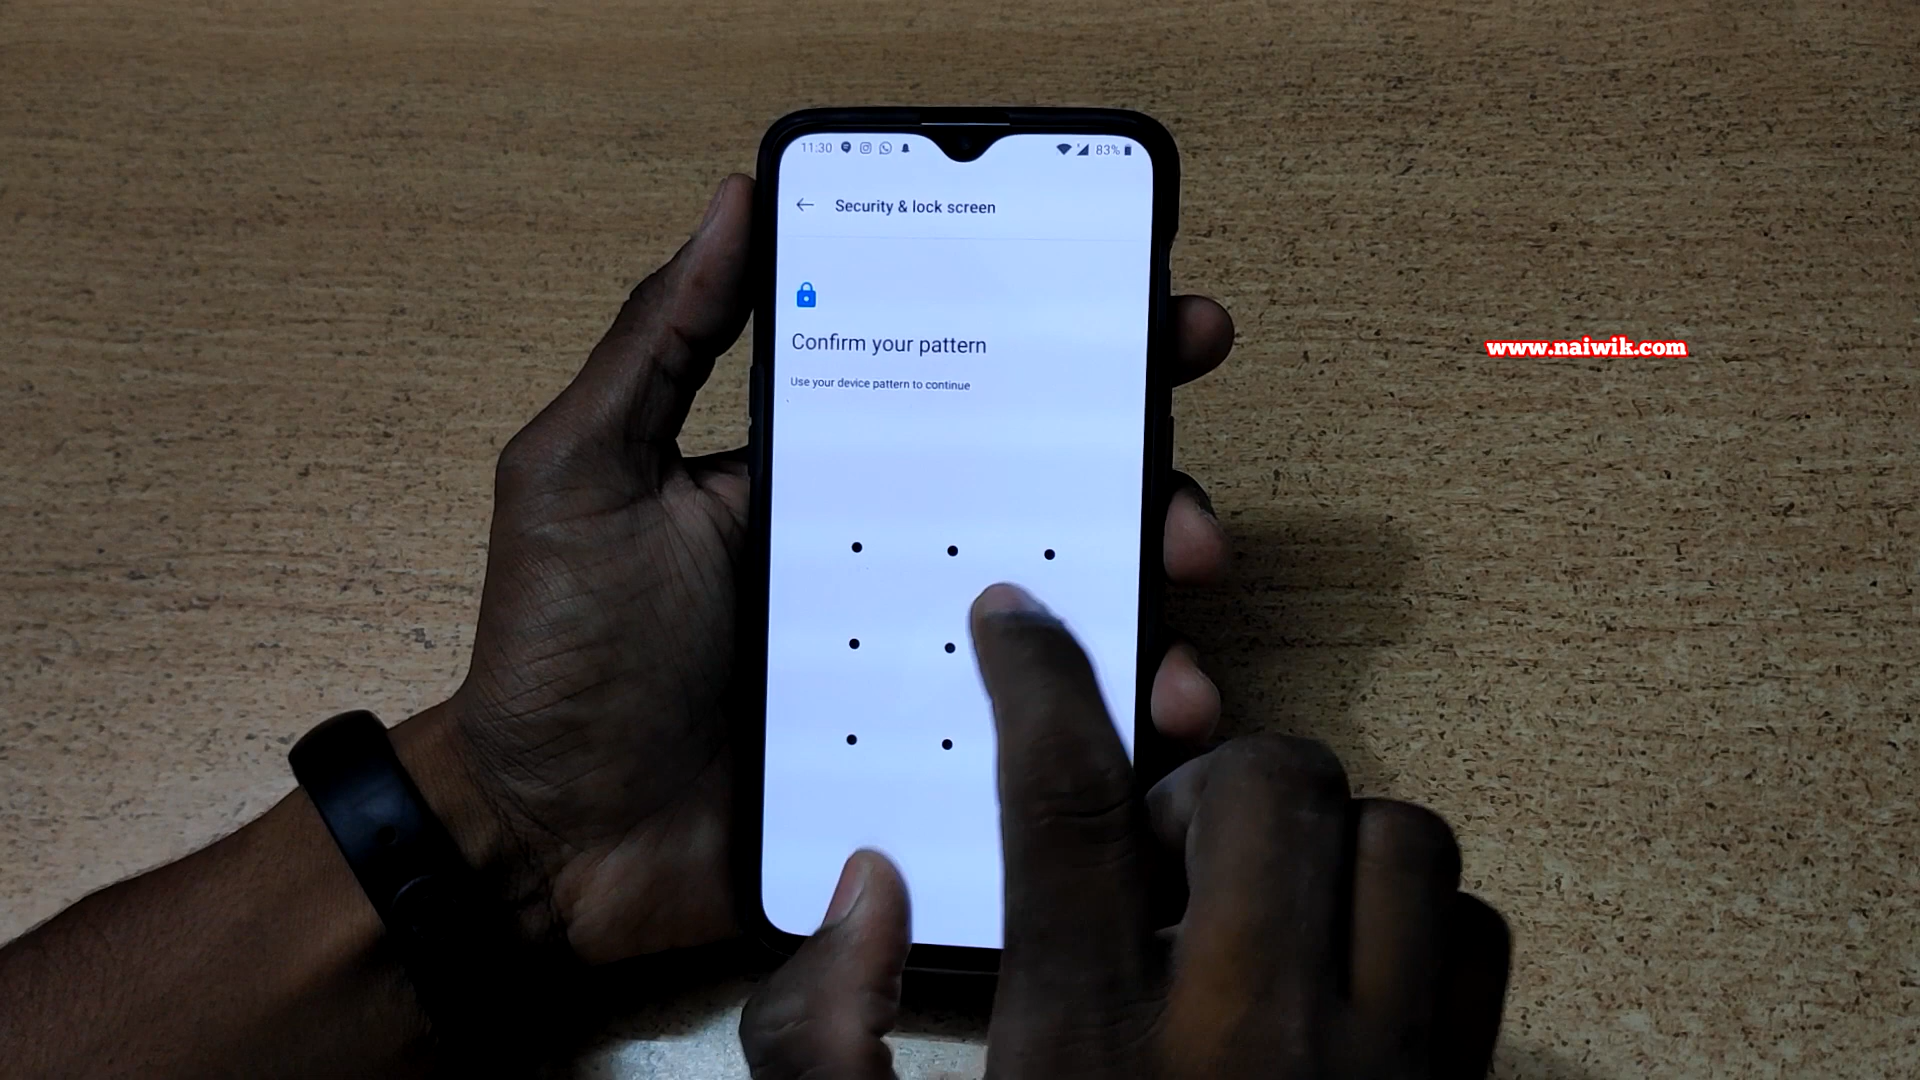 11:30
83%
Security & lock screen
Confirm your pattern
Use your device pattern to continue
www.naiwik.com